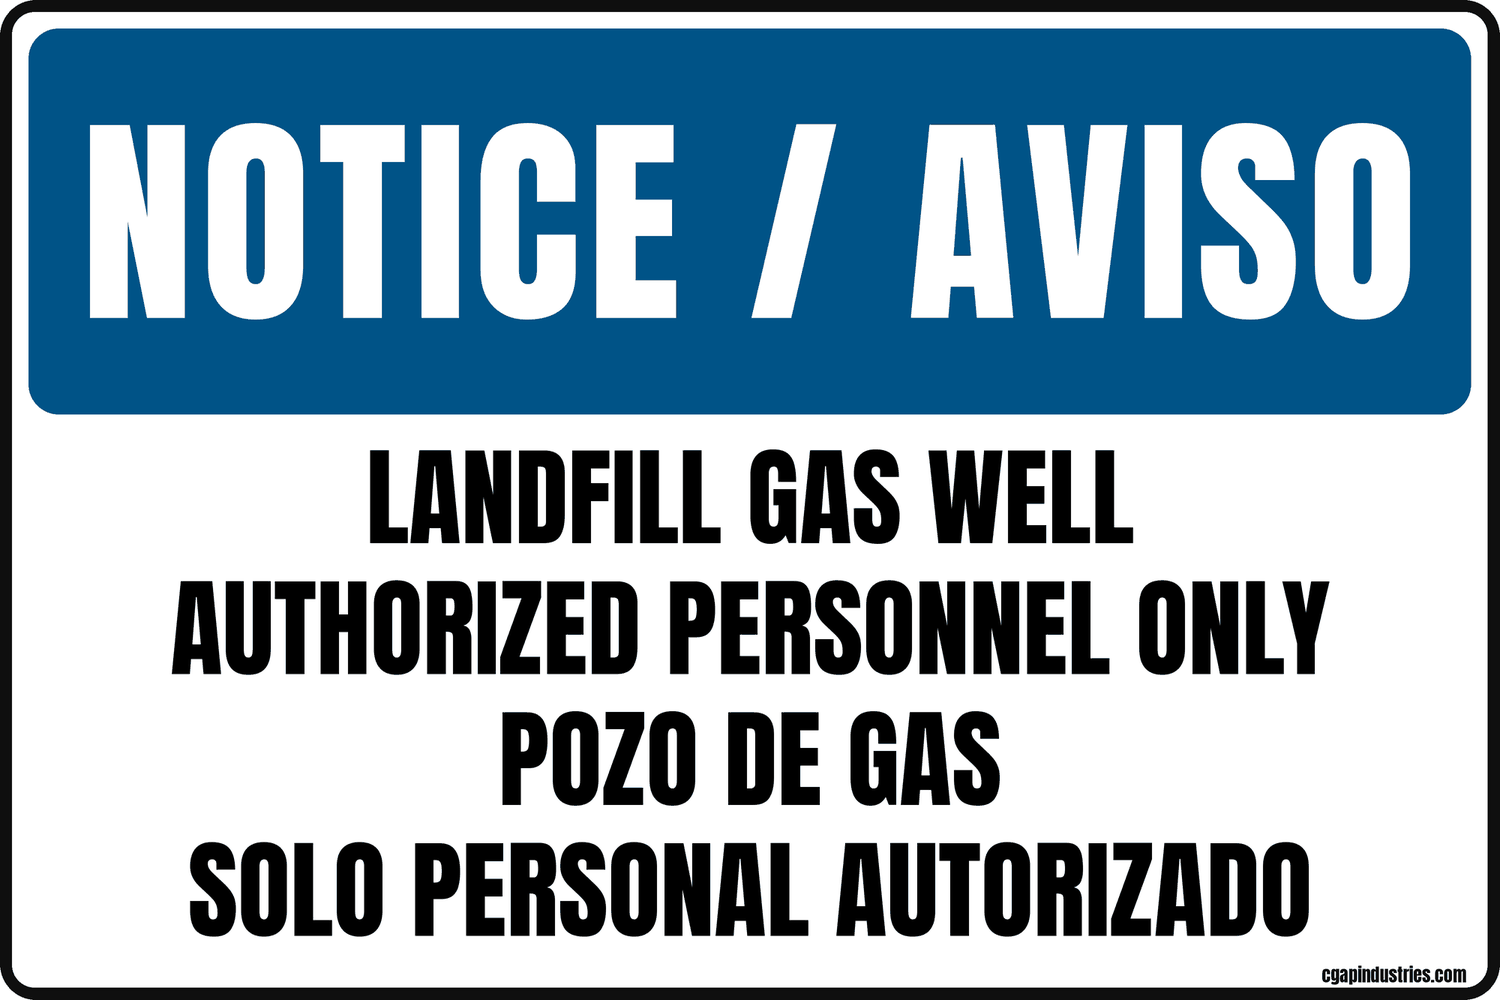 NOTICE / AVISO
LANDFILL GAS WELL
AUTHORIZED PERSONNEL ONLY
POZO DE GAS
SOLO PERSONAL AUTORIZADO
cgapindustries.com